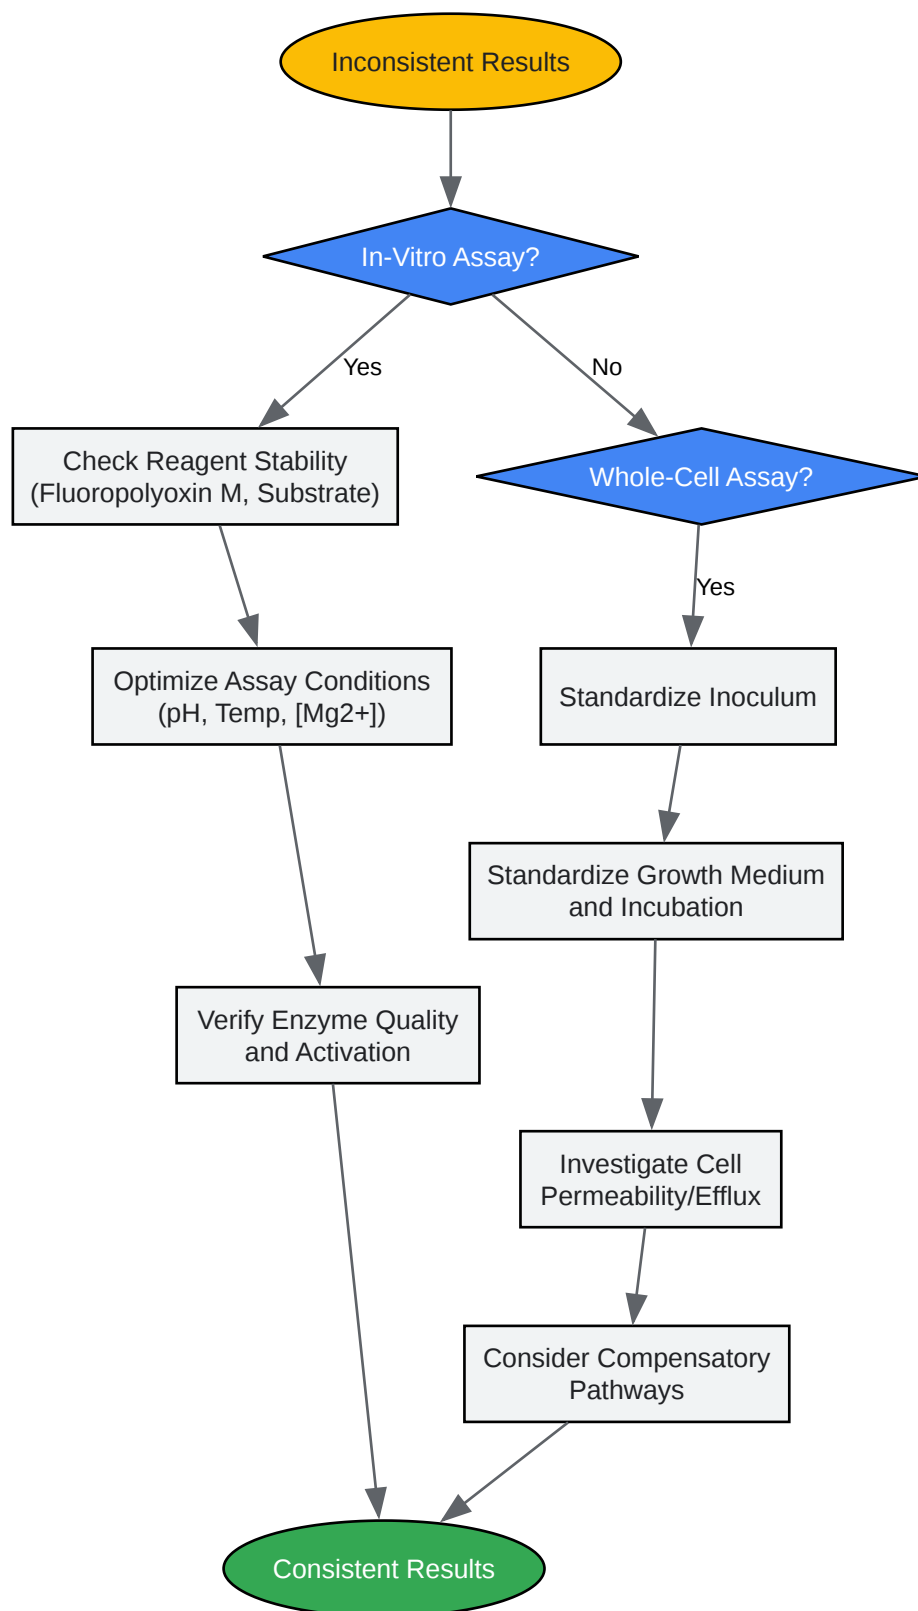 Inconsistent Results
In-Vitro Assay?
Yes
No
Check Reagent Stability
(Fluoropolyoxin M, Substrate)
Whole-Cell Assay?
Yes
Optimize Assay Conditions
(pH, Temp, [Mg2+])
Standardize Inoculum
Standardize Growth Medium
and Incubation
Verify Enzyme Quality
and Activation
Investigate Cell
Permeability/Efflux
Consider Compensatory
Pathways
Consistent Results